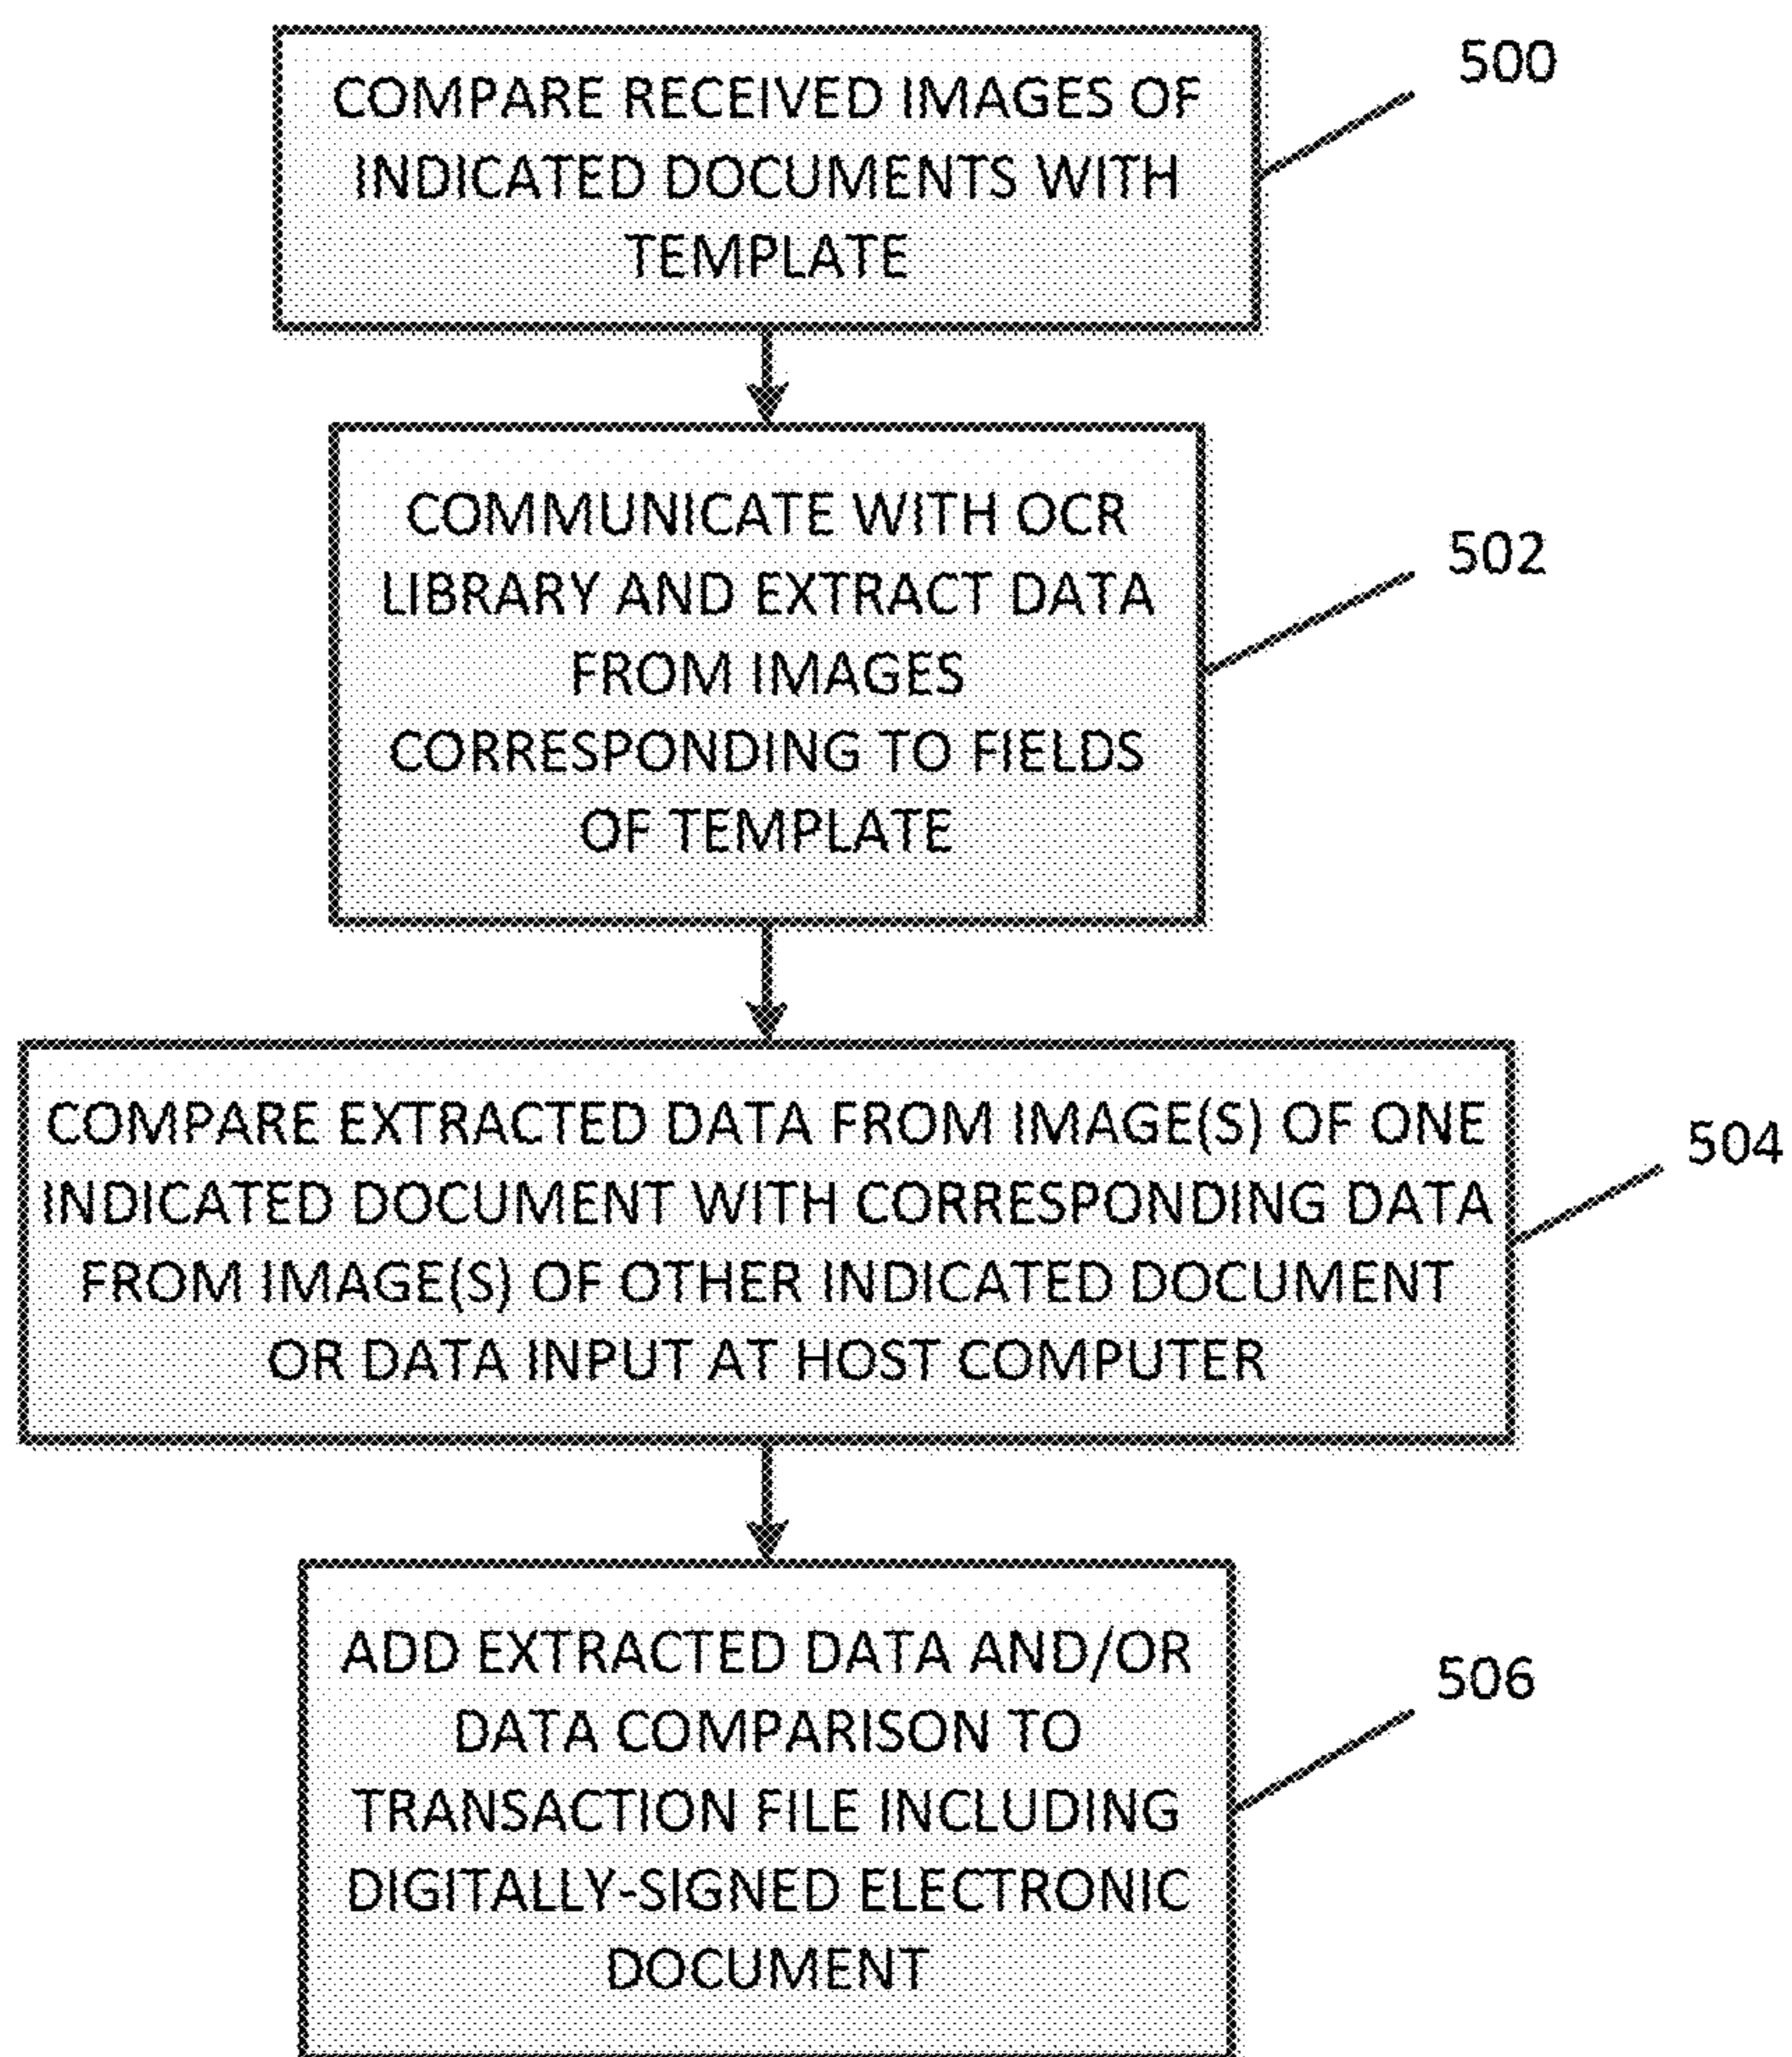 COMPARE RECEIVED IMAGES OF
INDICATED DOCUMENTS WITH
TEMPLATE
500
COMMUNICATE WITH OCR
LIBRARY AND EXTRACT DATA
FROM IMAGES
CORRESPONDING TO FIELDS
OF TEMPLATE
502
COMPARE EXTRACTED DATA FROM IMAGE(S) OF ONE
INDICATED DOCUMENT WITH CORRESPONDING DATA
FROM IMAGE(S) OF OTHER INDICATED DOCUMENT
OR DATA INPUT AT HOST COMPUTER
504
ADD EXTRACTED DATA AND/OR
DATA COMPARISON TO
TRANSACTION FILE INCLUDING
DIGITALLY-SIGNED ELECTRONIC
DOCUMENT
506